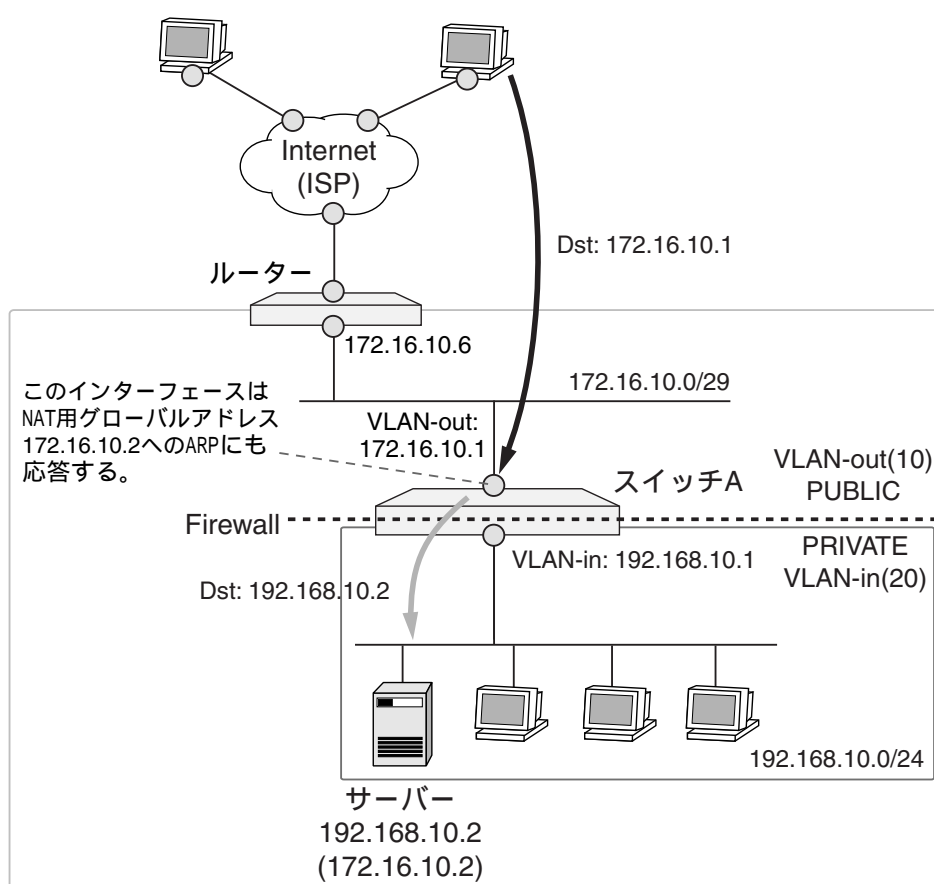 Internet
(ISP)
Dst: 172.16.10.1
ルーター
172.16.10.6
このインターフェースは
NAT用グローバルアドレス
172.16.10.2へのARPにも
応答する。
172.16.10.0/29
VLAN-out:
172.16.10.1
スイッチA
VLAN-out(10)
PUBLIC
Firewall
PRIVATE
VLAN-in(20)
VLAN-in: 192.168.10.1
Dst: 192.168.10.2
192.168.10.0/24
サーバー
192.168.10.2
(172.16.10.2)